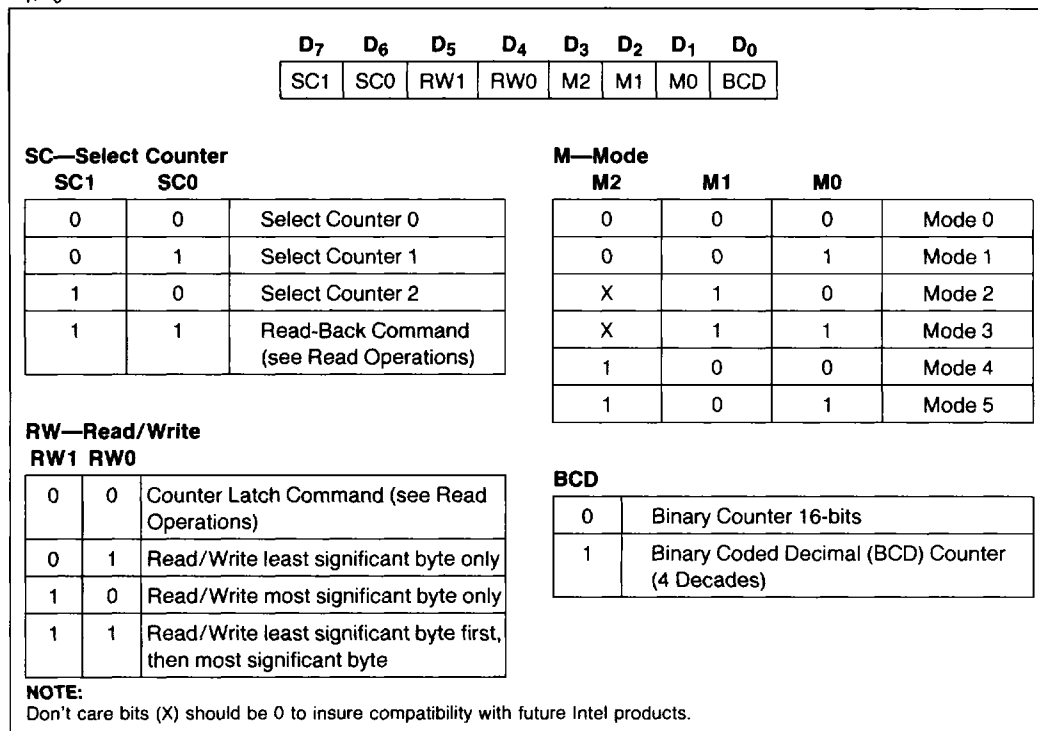 D7 D6 D5 D4 D3 D2 D1 D0
SC1 SC0 RW1 RW0 M2 M1 M0 BCD
SC—Select Counter
SC1 SC0
0 0 Select Counter 0
0 1 Select Counter 1
1 0 Select Counter 2
1 1 Read-Back Command
(see Read Operations)
RW—Read/Write
RW1 RW0
0 0 Counter Latch Command (see Read
Operations)
0 1 Read/Write least significant byte only
1 0 Read/Write most significant byte only
1 1 Read/Write least significant byte first,
then most significant byte
M—Mode
M2 M1 M0
0 0 0 Mode 0
0 0 1 Mode 1
X 1 0 Mode 2
X 1 1 Mode 3
1 0 0 Mode 4
1 0 1 Mode 5
BCD
0 Binary Counter 16-bits
1 Binary Coded Decimal (BCD) Counter
(4 Decades)
NOTE:
Don't care bits (X) should be 0 to insure compatibility with future Intel products.